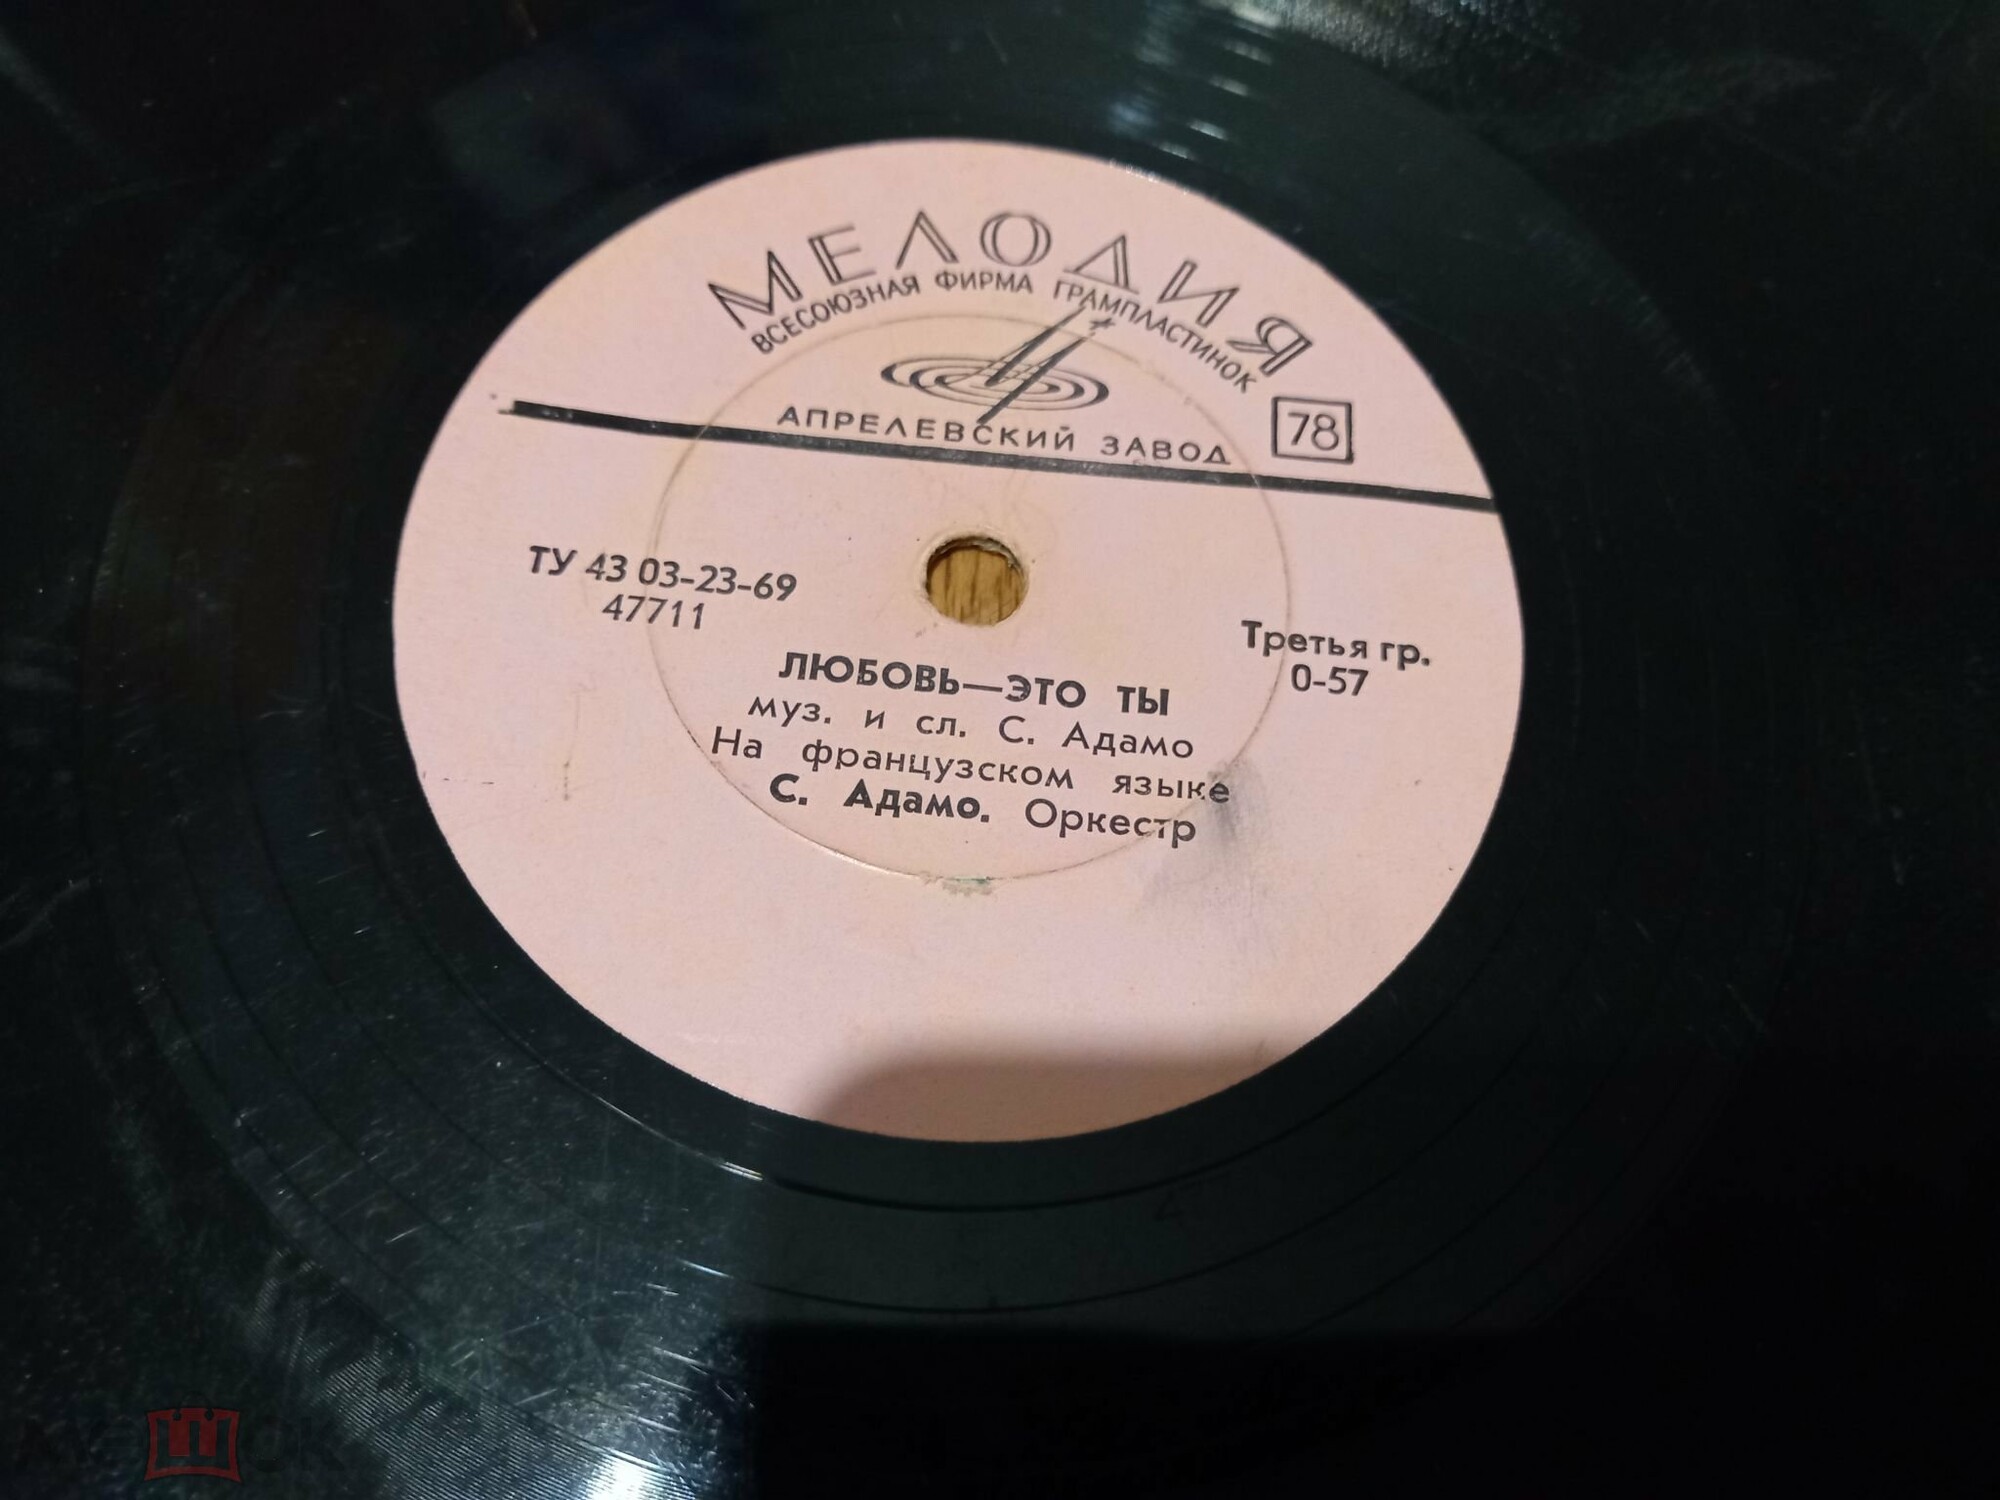 МЕЛОДИЯ
ВСЕСОЮЗНАЯ ФИРМА ГРАМПЛАСТИНОК
АПРЕЛЕВСКИЙ ЗАВОД
78
ТУ 43 03-23-69
47711
Третья гр.
0-57
ЛЮБОВЬ—ЭТО ТЫ
муз. и сл. С. Адамо
На французском языке
С. Адамо. Оркестр